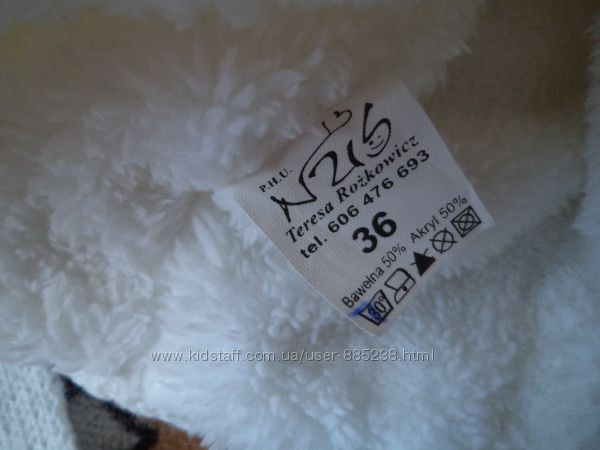 P.H.U.
Teresa Rożkowicz
tel. 606 476 693
36
Bawełna 50% Akryl 50%
30°
www.kidstaff.com.ua/user-885238.html